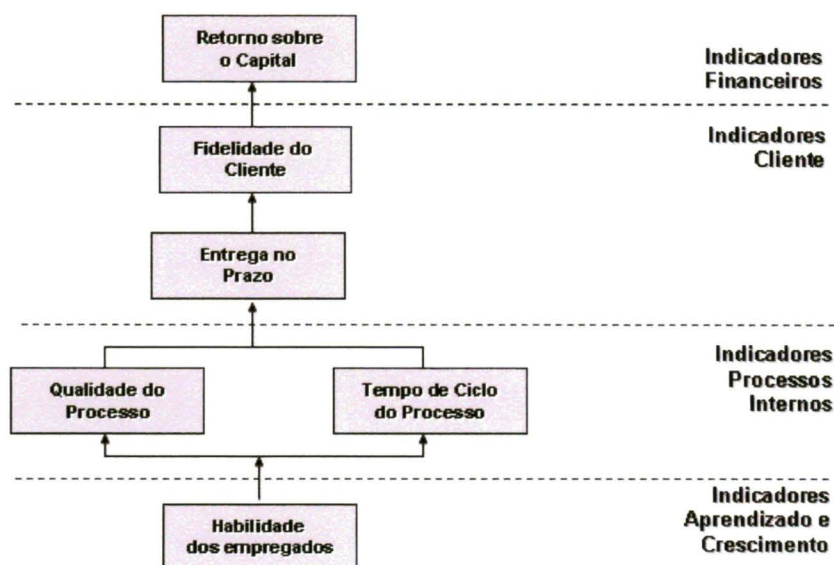 Retorno sobre
o Capital
Indicadores
Financeiros
Fidelidade do
Cliente
Indicadores
Cliente
Entrega no
Prazo
Qualidade do
Processo
Tempo de Ciclo
do Processo
Indicadores
Processos
Internos
Habilidade
dos empregados
Indicadores
Aprendizado e
Crescimento